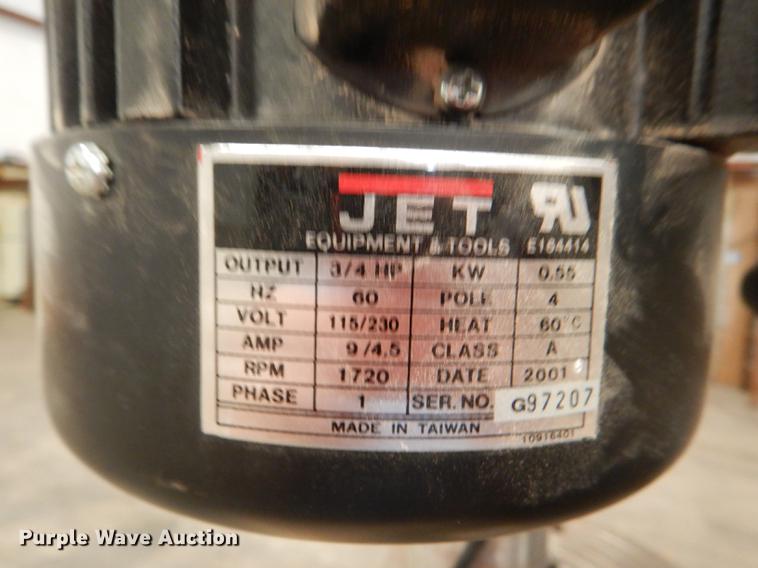 JET
EQUIPMENT & TOOLS E164414
OUTPUT 3/4 HP KW 0.55
HZ 60 POLE 4
VOLT 115/230 HEAT 60°C
AMP 9/4.5 CLASS A
RPM 1720 DATE 2001
PHASE 1 SER. NO. G97207
MADE IN TAIWAN
10916401
Purple Wave Auction